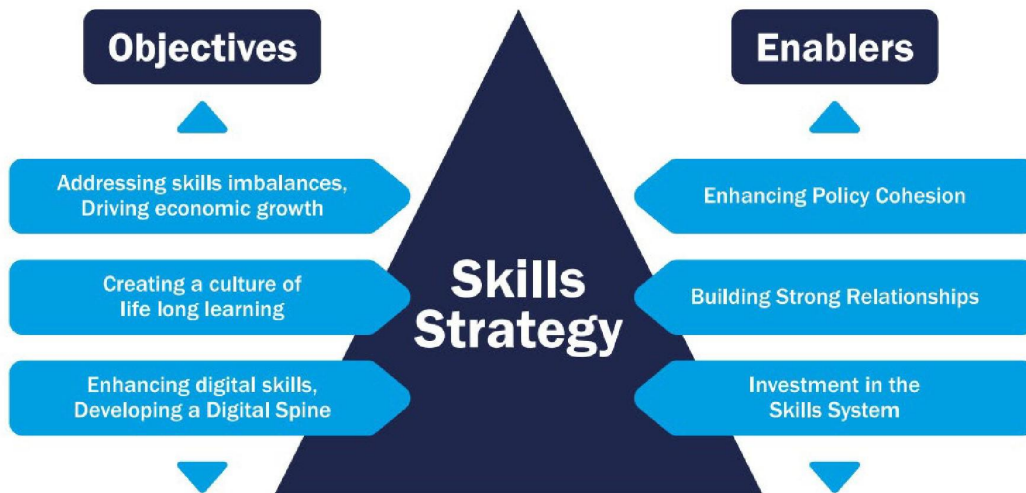 Objectives
Addressing skills imbalances,
Driving economic growth
Creating a culture of
life long learning
Enhancing digital skills,
Developing a Digital Spine
Skills
Strategy
Enablers
Enhancing Policy Cohesion
Building Strong Relationships
Investment in the
Skills System